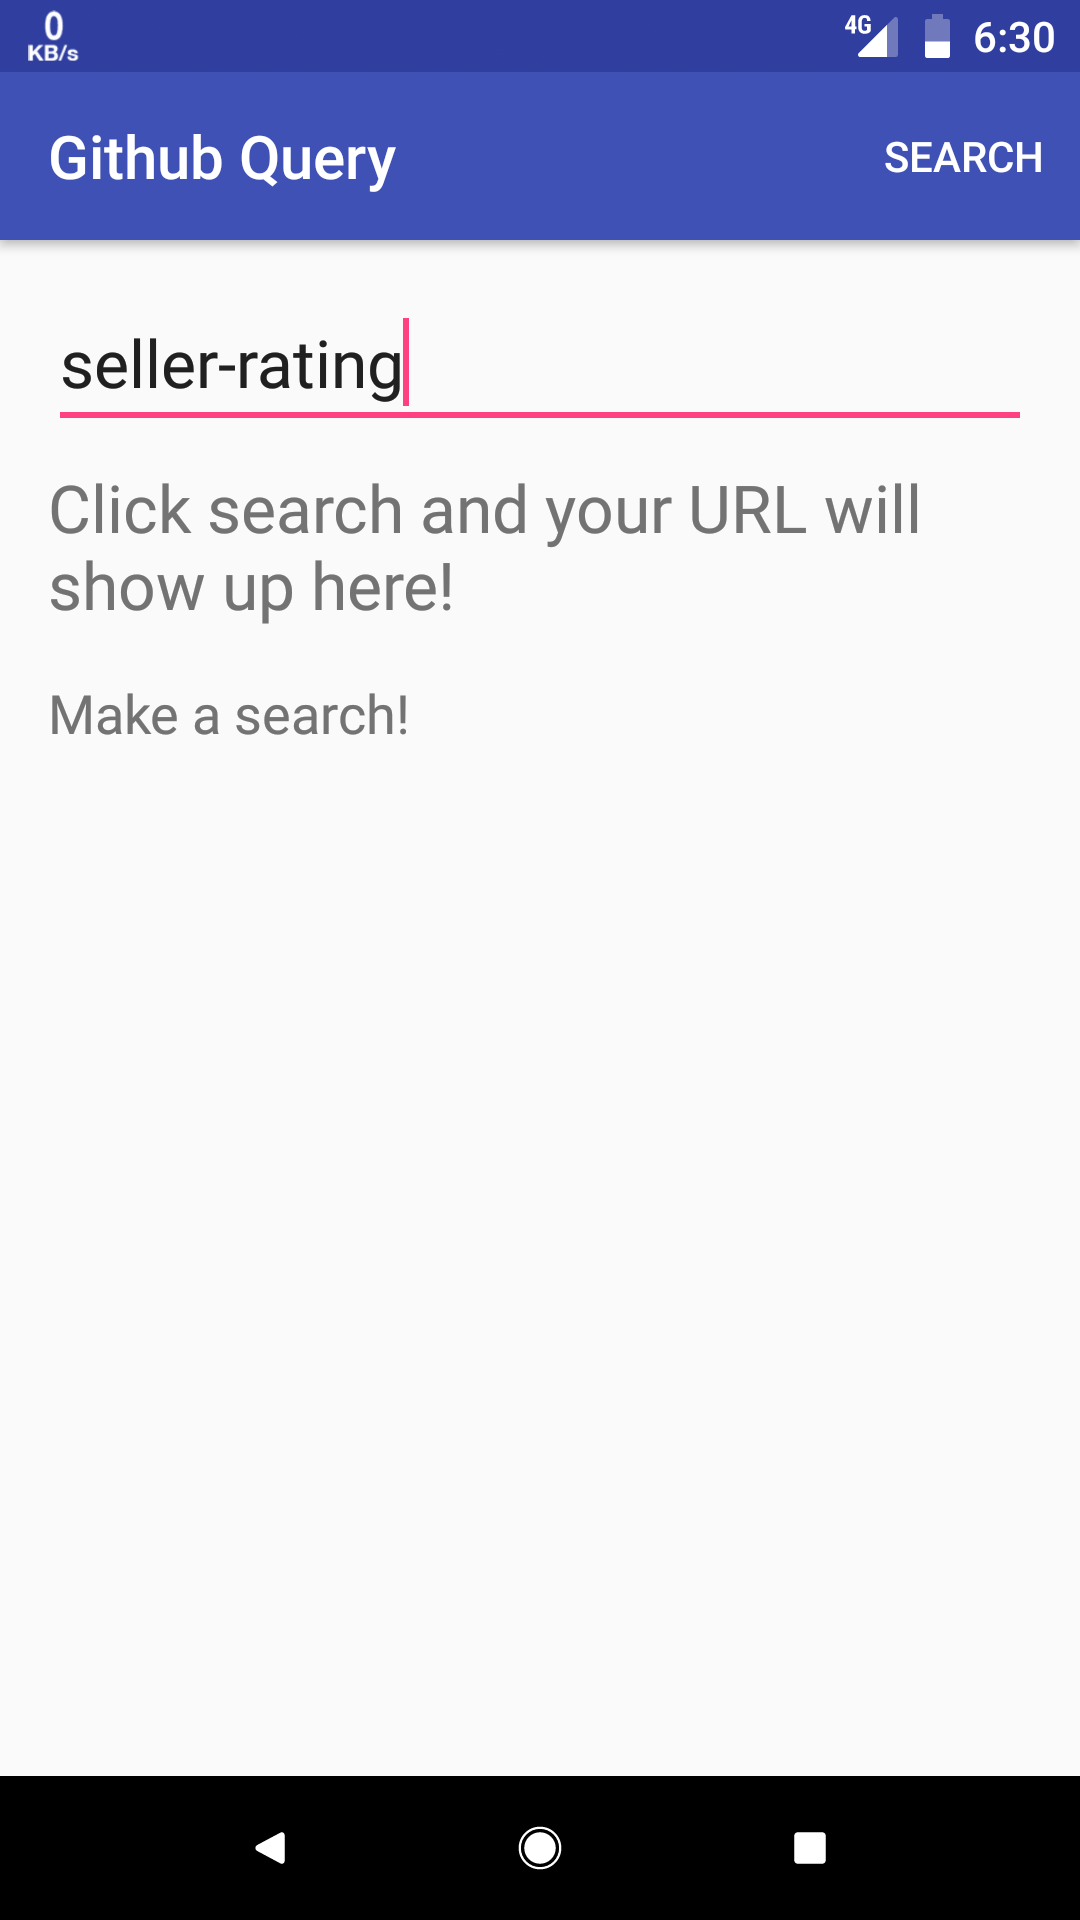 0
KB/s
4G
6:30
Github Query
SEARCH
seller-rating
Click search and your URL will
show up here!
Make a search!